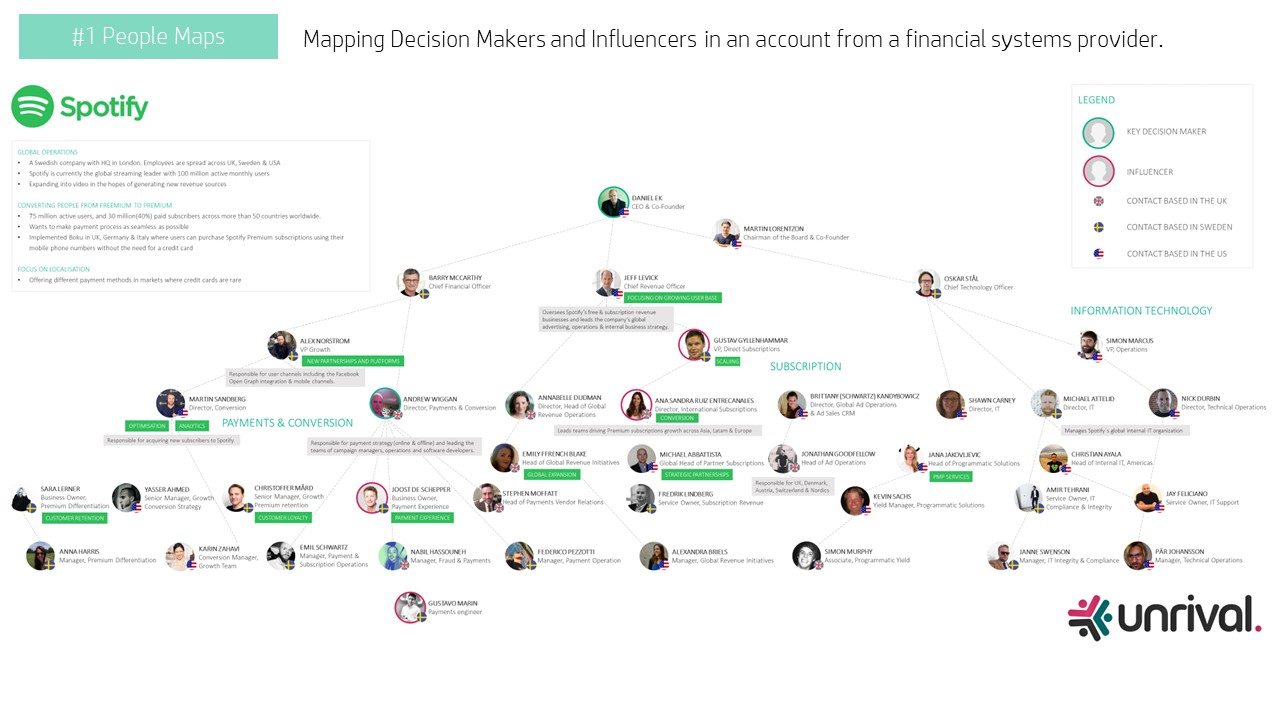 #1 People Maps
Mapping Decision Makers and Influencers in an account from a financial systems provider.
Spotify
GLOBAL OPERATIONS
• A Swedish company with HQ in London. Employees are spread across UK, Sweden & USA
• Spotify is currently the global streaming leader with 100 million active monthly users
• Expanding into video in the hopes of generating new revenue sources
CONVERTING PEOPLE FROM FREEMIUM TO PREMIUM
• 75 million active users, and 30 million(40%) paid subscribers across more than 50 countries worldwide.
• Wants to make payment process as seamless as possible
• Implemented Boku in UK, Germany & Italy where users can purchase Spotify Premium subscriptions using their
mobile phone numbers without the need for a credit card
FOCUS ON LOCALISATION
• Offering different payment methods in markets where credit cards are rare
LEGEND
KEY DECISION MAKER
INFLUENCER
CONTACT BASED IN THE UK
CONTACT BASED IN SWEDEN
CONTACT BASED IN THE US
DANIEL EK
CEO & Co-Founder
MARTIN LORENTZON
Chairman of the Board & Co-Founder
BARRY MCCARTHY
Chief Financial Officer
JEFF LEVICK
Chief Revenue Officer
FOCUSING ON GROWING USER BASE
Oversees Spotify's free & subscription revenue
businesses and leads the company's global
advertising, operations & internal business strategy.
OSKAR STÅL
Chief Technology Officer
INFORMATION TECHNOLOGY
ALEX NORSTROM
VP Growth
NEW PARTNERSHIPS AND PLATFORMS
Responsible for user channels including the Facebook
Open Graph integration & mobile channels.
GUSTAV GYLLENHAMMAR
VP, Direct Subscriptions
SCALING
SUBSCRIPTION
SIMON MARCUS
VP, Operations
MARTIN SANDBERG
Director, Conversion
OPTIMISATION
ANALYTICS
Responsible for acquiring new subscribers to Spotify.
PAYMENTS & CONVERSION
ANDREW WIGGAN
Director, Payments & Conversion
Responsible for payment strategy (online & offline) and leading the
teams of campaign managers, operations and software developers.
ANNABELLE DUDMAN
Director, Head of Global
Revenue Operations
ANA SANDRA RUIZ ENTRECANALES
Director, International Subscriptions
CONVERSION
Leads teams driving Premium subscriptions growth across Asia, Latam & Europe
BRITTANY (SCHWARTZ) KANDYBOWICZ
Director, Global Ad Operations
& Ad Sales CRM
SHAWN CARNEY
Director, IT
MICHAEL ATTELID
Director, IT
Manages Spotify's global internal IT organization
NICK DURBIN
Director, Technical Operations
EMILY FFRENCH BLAKE
Head of Global Revenue Initiatives
GLOBAL EXPANSION
MICHAEL ABBATTISTA
Global Head of Partner Subscriptions
STRATEGIC PARTNERSHIPS
JONATHAN GOODFELLOW
Head of Ad Operations
Responsible for UK, Denmark,
Austria, Switzerland & Nordics
JANA JAKOVLJEVIC
Head of Programmatic Solutions
PMP SERVICES
CHRISTIAN AYALA
Head of Internal IT, Americas
SARA LERNER
Business Owner,
Premium Differentiation
CUSTOMER RETENTION
YASSER AHMED
Senior Manager, Growth
Conversion Strategy
CHRISTOFFER MÅRD
Senior Manager, Growth
Premium retention
CUSTOMER LOYALTY
JOOST DE SCHEPPER
Business Owner,
Payment Experience
PAYMENT EXPERIENCE
STEPHEN MOFFATT
Head of Payments Vendor Relations
FREDRIK LINDBERG
Service Owner, Subscription Revenue
KEVIN SACHS
Yield Manager, Programmatic Solutions
AMIR TEHRANI
Service Owner, IT
Compliance & Integrity
JAY FELICIANO
Service Owner, IT Support
ANNA HARRIS
Manager, Premium Differentiation
KARIN ZAHAVI
Conversion Manager,
Growth Team
EMIL SCHWARTZ
Manager, Payment &
Subscription Operations
NABIL HASSOUNEH
Manager, Fraud & Payments
FEDERICO PEZZOTTI
Manager, Payment Operation
ALEXANDRA BRIELS
Manager, Global Revenue Initiatives
SIMON MURPHY
Associate, Programmatic Yield
JANNE SWENSON
Manager, IT Integrity & Compliance
PÄR JOHANSSON
Manager, Technical Operations
GUSTAVO MARIN
Payments engineer
unrival.